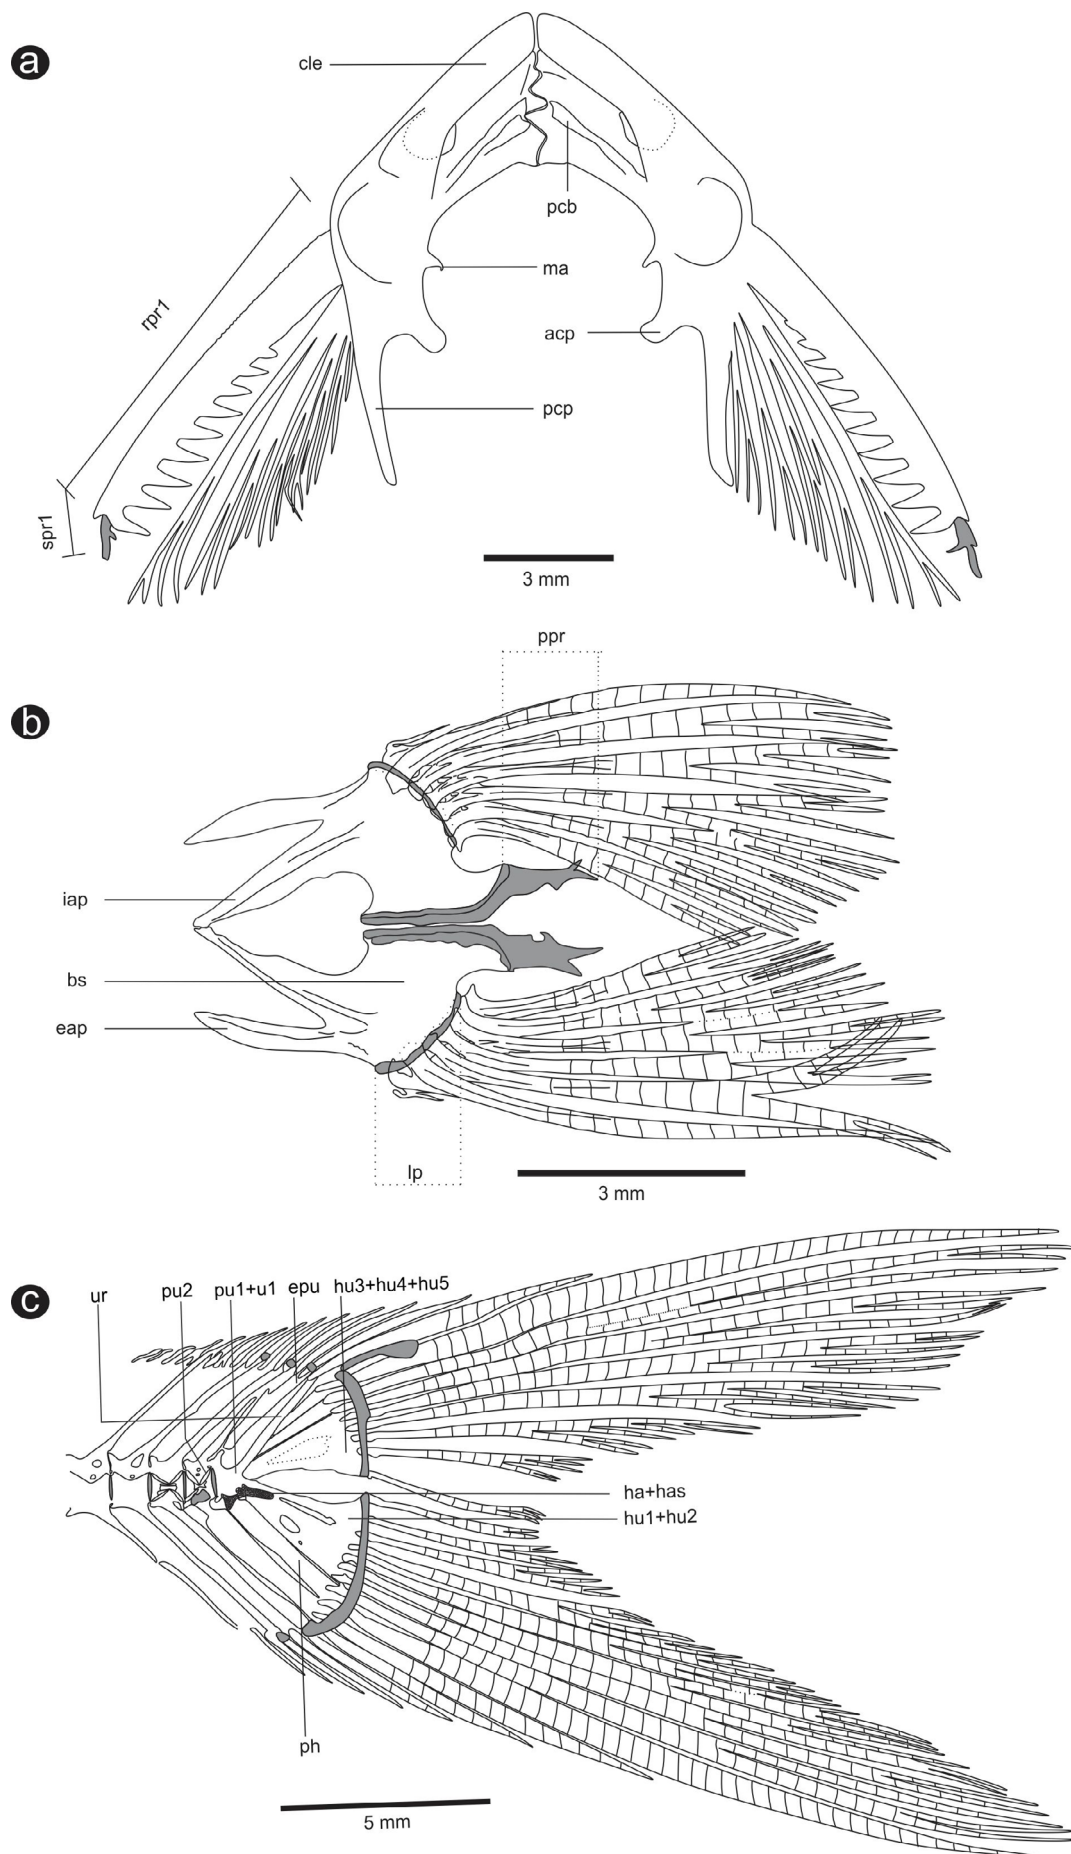 a
cle
pcb
ma
rpr1
acp
pcp
spr1
3 mm
ppr
b
iap
bs
eap
lp
3 mm
c
ur
pu2
pu1+u1
epu
hu3+hu4+hu5
ha+has
hu1+hu2
ph
5 mm